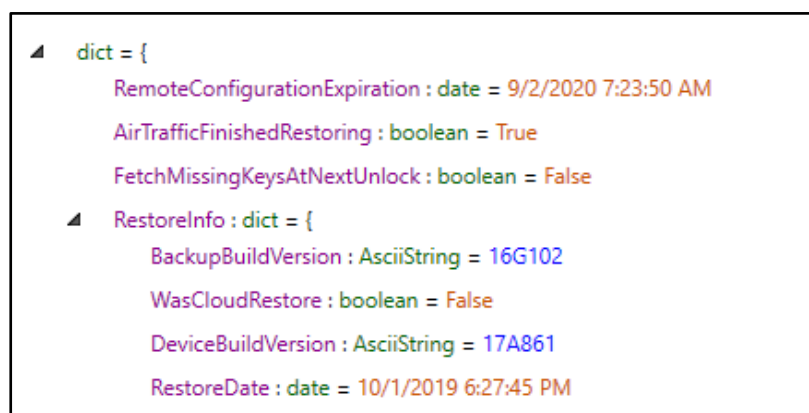 dict = {
RemoteConfigurationExpiration : date = 9/2/2020 7:23:50 AM
AirTrafficFinishedRestoring : boolean = True
FetchMissingKeysAtNextUnlock : boolean = False
RestoreInfo : dict = {
BackupBuildVersion : AsciiString = 16G102
WasCloudRestore : boolean = False
DeviceBuildVersion : AsciiString = 17A861
RestoreDate : date = 10/1/2019 6:27:45 PM